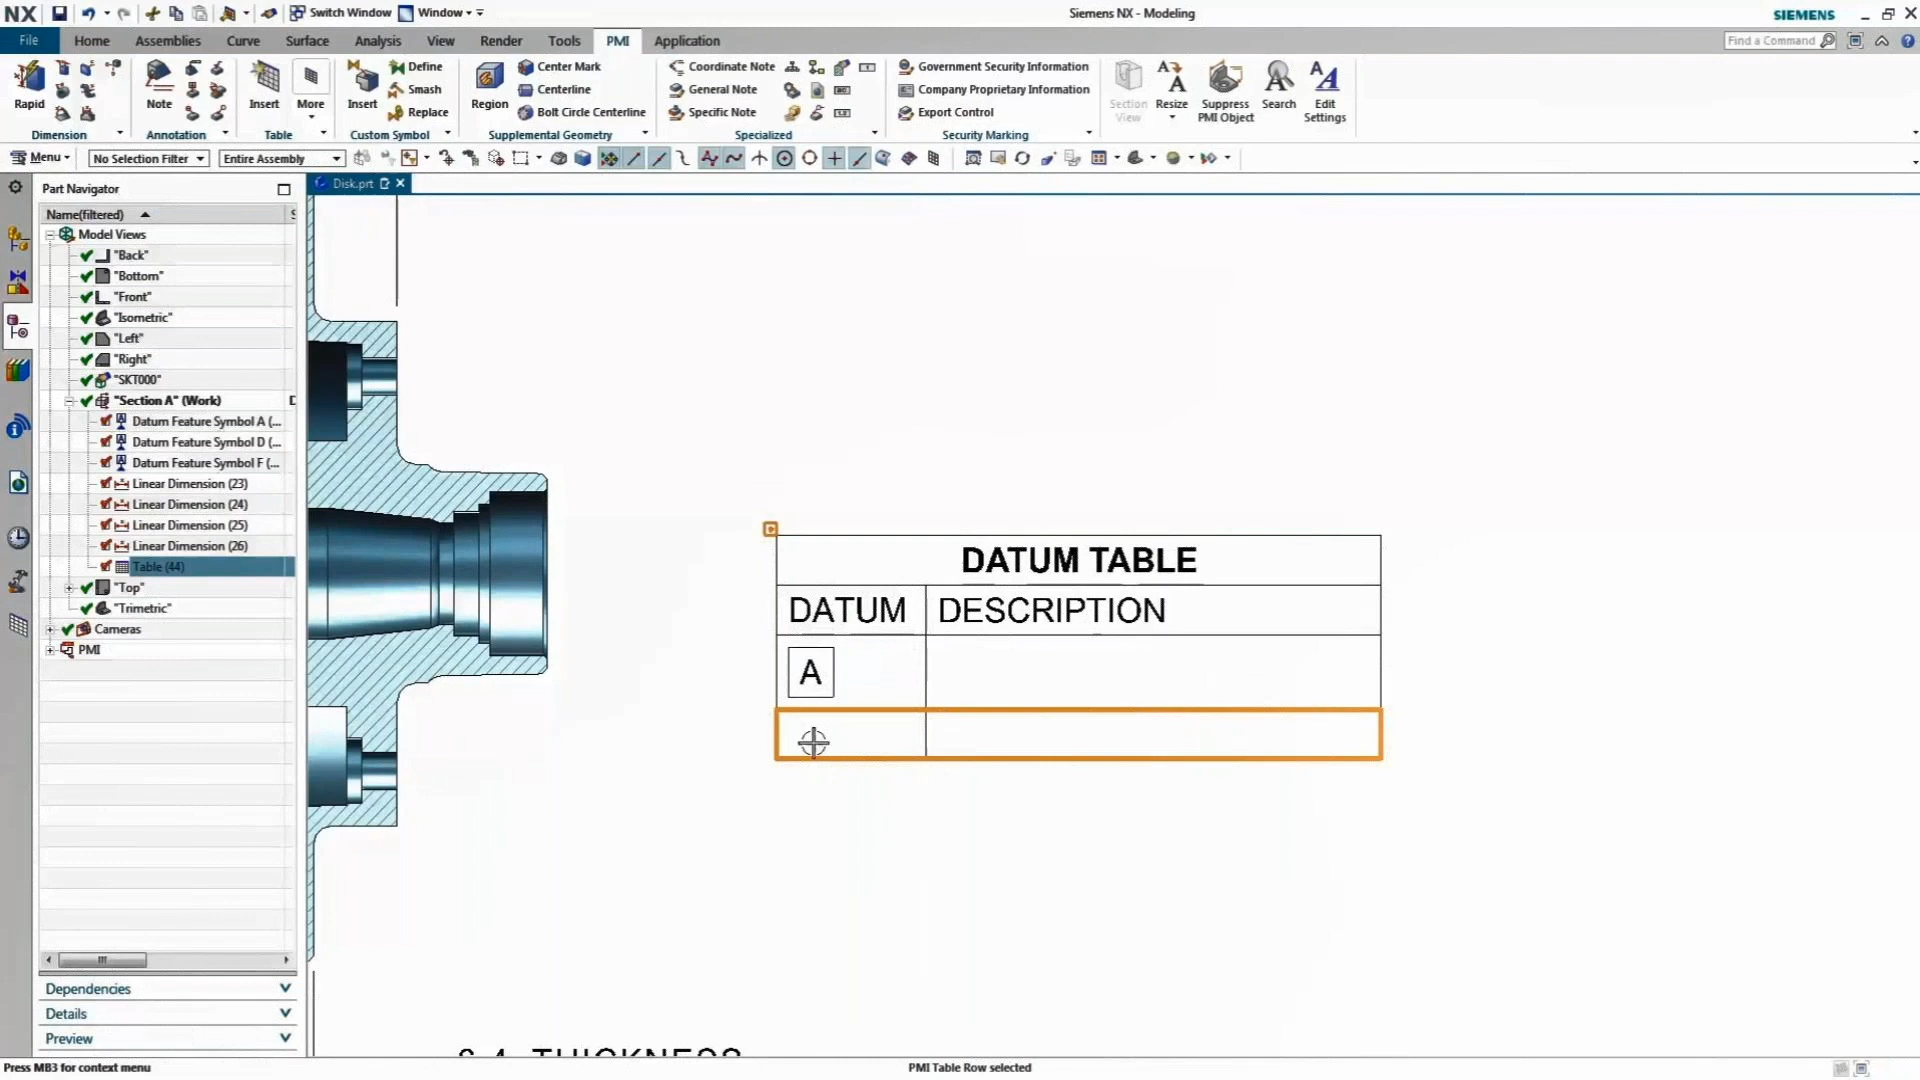 NX Switch Window Window Siemens NX - Modeling SIEMENS
File Home Assemblies Curve Surface Analysis View Render Tools PMI Application Find a Command
Rapid
Dimension
Note
Annotation
Insert
More
Table
Insert
Define
Smash
Replace
Custom Symbol
Region
Center Mark
Centerline
Bolt Circle Centerline
Supplemental Geometry
Coordinate Note
General Note
Specific Note
Specialized
Government Security Information
Company Proprietary Information
Export Control
Security Marking
Section
View
Resize
Suppress
PMI Object
Search
Edit
Settings
Menu No Selection Filter Entire Assembly
Part Navigator
Disk.prt
Name(filtered) S
Model Views
"Back"
"Bottom"
"Front"
"Isometric"
"Left"
"Right"
"SKT000"
"Section A" (Work) D
Datum Feature Symbol A (...
Datum Feature Symbol D (...
Datum Feature Symbol F (...
Linear Dimension (23)
Linear Dimension (24)
Linear Dimension (25)
Linear Dimension (26)
Table (44)
"Top"
"Trimetric"
Cameras
PMI
Dependencies
Details
Preview
DATUM TABLE
DATUM DESCRIPTION
A
THICKNESS
Press MB3 for context menu
PMI Table Row selected